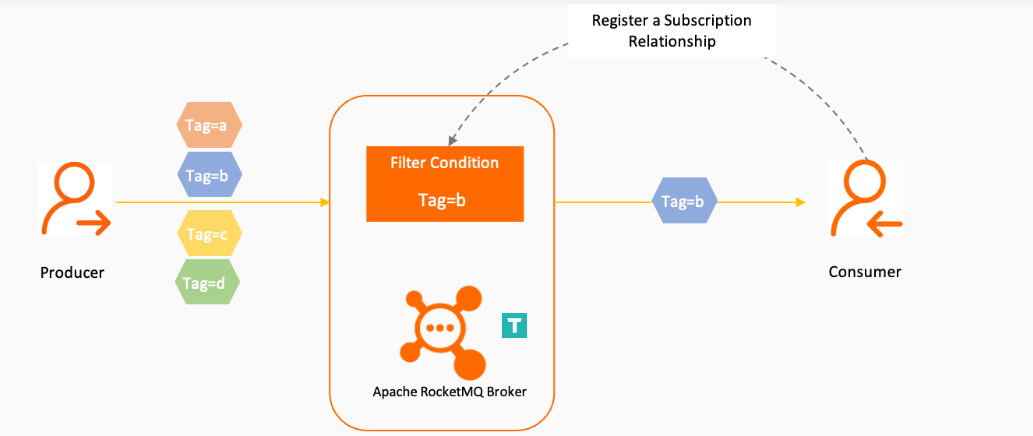 Register a Subscription
Relationship
Tag=a
Tag=b
Tag=c
Tag=d
Producer
Filter Condition
Tag=b
T
Apache RocketMQ Broker
Tag=b
Consumer